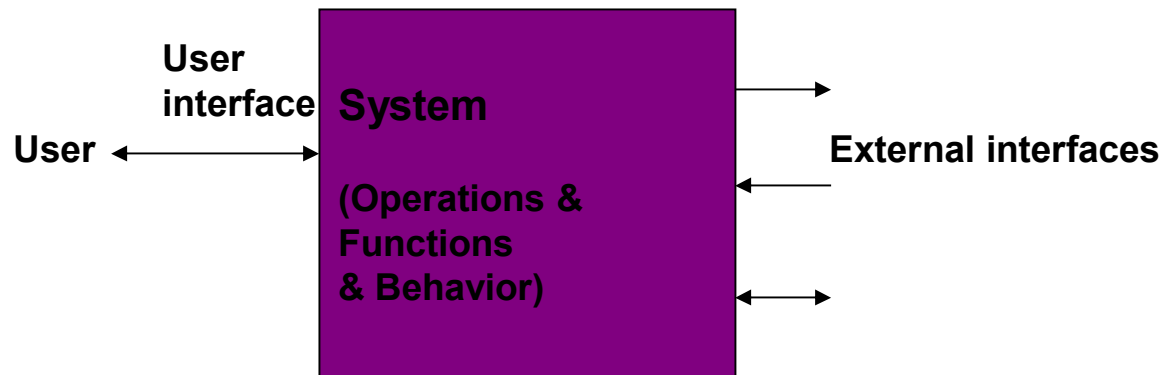 User
interface
User
System
(Operations &
Functions
& Behavior)
External interfaces